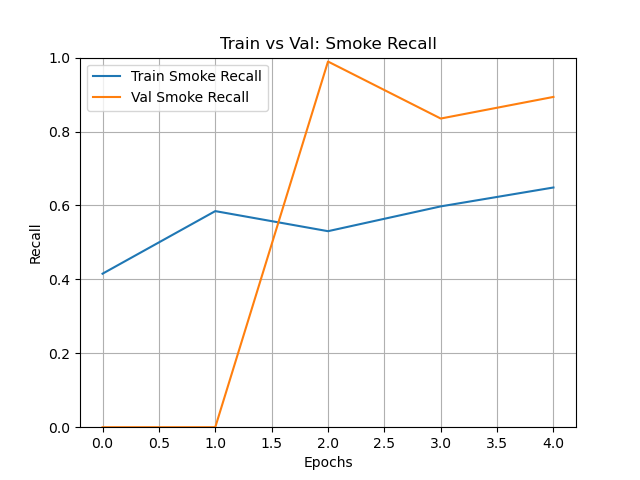 Train vs Val: Smoke Recall
Train Smoke Recall
Val Smoke Recall
1.0
0.8
0.6
0.4
0.2
0.0
Recall
0.0 0.5 1.0 1.5 2.0 2.5 3.0 3.5 4.0
Epochs